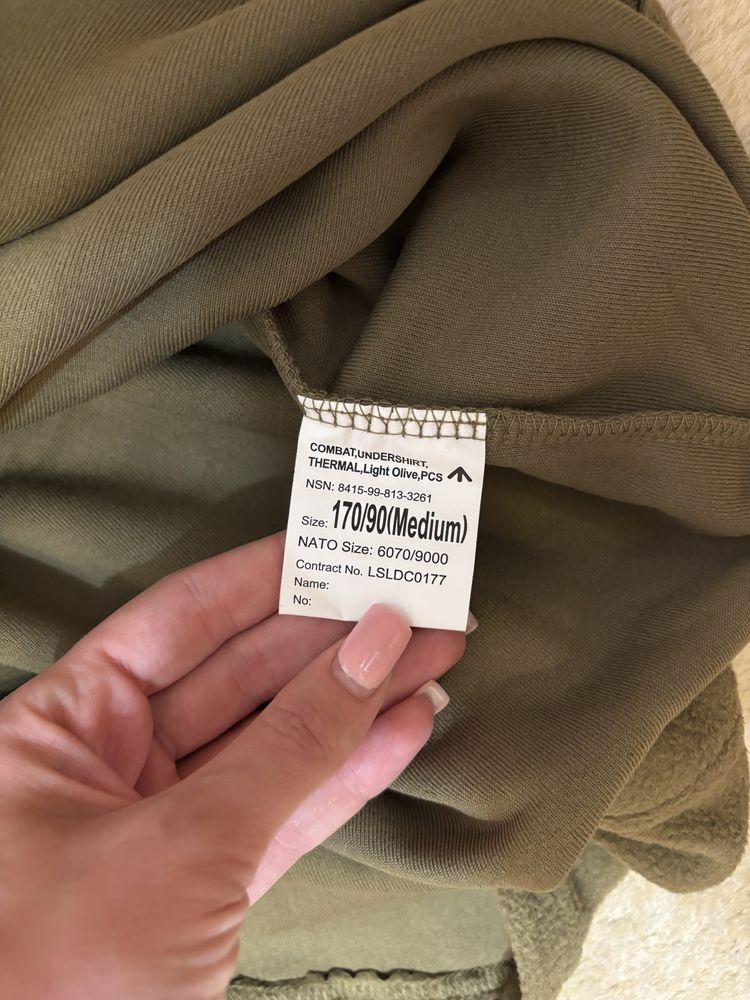 COMBAT,UNDERSHIRT,
THERMAL,Light Olive,PCS
NSN: 8415-99-813-3261
Size: 170/90(Medium)
NATO Size: 6070/9000
Contract No. LSLDC0177
Name:
No: